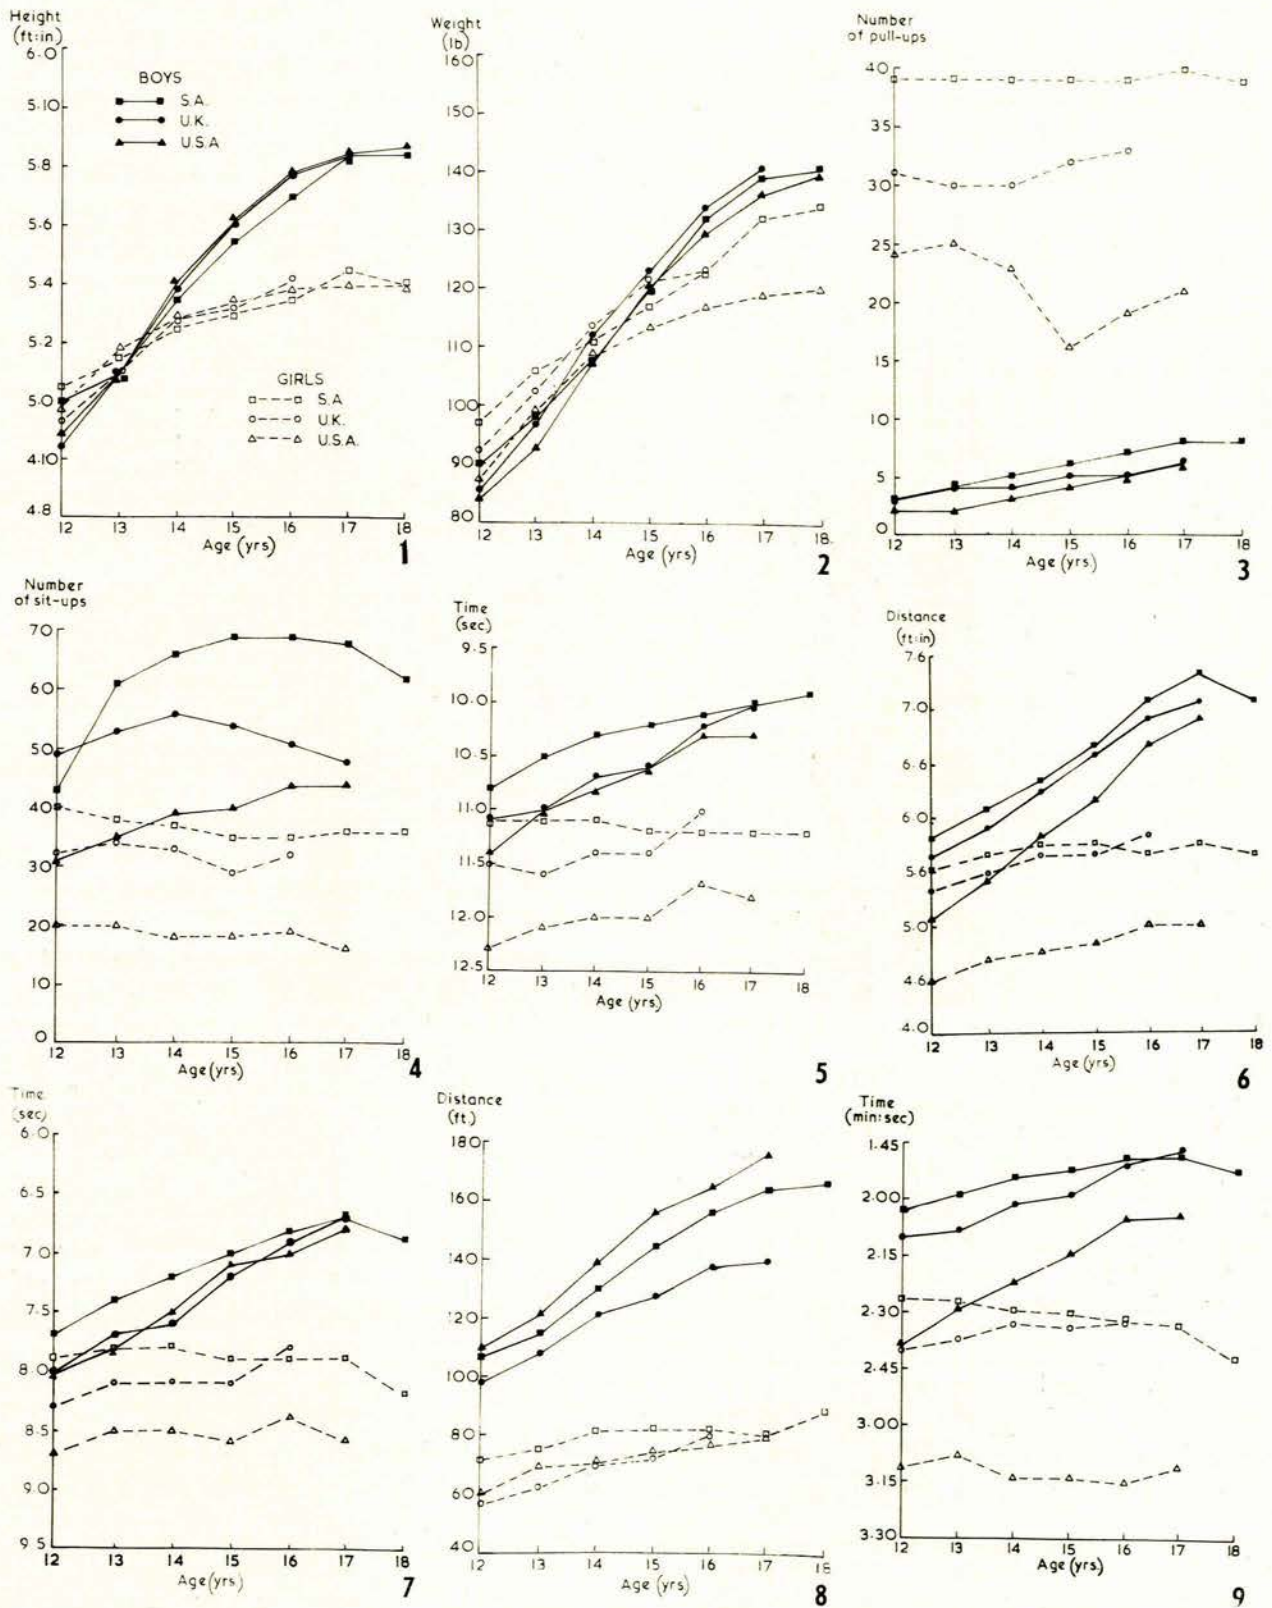 Height
(ft:in)
6.0
5.10
5.8
5.6
5.4
5.2
5.0
4.10
4.8
BOYS
S.A.
U.K.
U.S.A
GIRLS
S.A
U.K.
U.S.A.
12 13 14 15 16 17 18
Age (yrs)
1
Weight
(lb)
160
150
140
130
120
110
100
90
80
12 13 14 15 16 17 18.
Age (yrs)
2
Number
of pull-ups
40
35
30
25
20
15
10
5
0
12 13 14 15 16 17 18
Age (yrs.)
3
Number
of sit-ups
70
60
50
40
30
20
10
0
12 13 14 15 16 17 18
Age (yrs)
4
Time
(sec)
9.5
10.0
10.5
11.0
11.5
12.0
12.5
12 13 14 15 16 17 18
Age (yrs)
5
Distance
(ft:in)
7.6
7.0
6.6
6.0
5.6
5.0
4.6
4.0
12 13 14 15 16 17 18
Age (yrs)
6
Time
(sec)
6.0
6.5
7.0
7.5
8.0
8.5
9.0
9.5
12 13 14 15 16 17 18
Age (yrs)
7
Distance
(ft.)
180
160
140
120
100
80
60
40
12 13 14 15 16 17 18
Age (yrs)
8
Time
(min:sec)
1.45
2.00
2.15
2.30
2.45
3.00
3.15
3.30
12 13 14 15 16 17 18
Age (yrs)
9